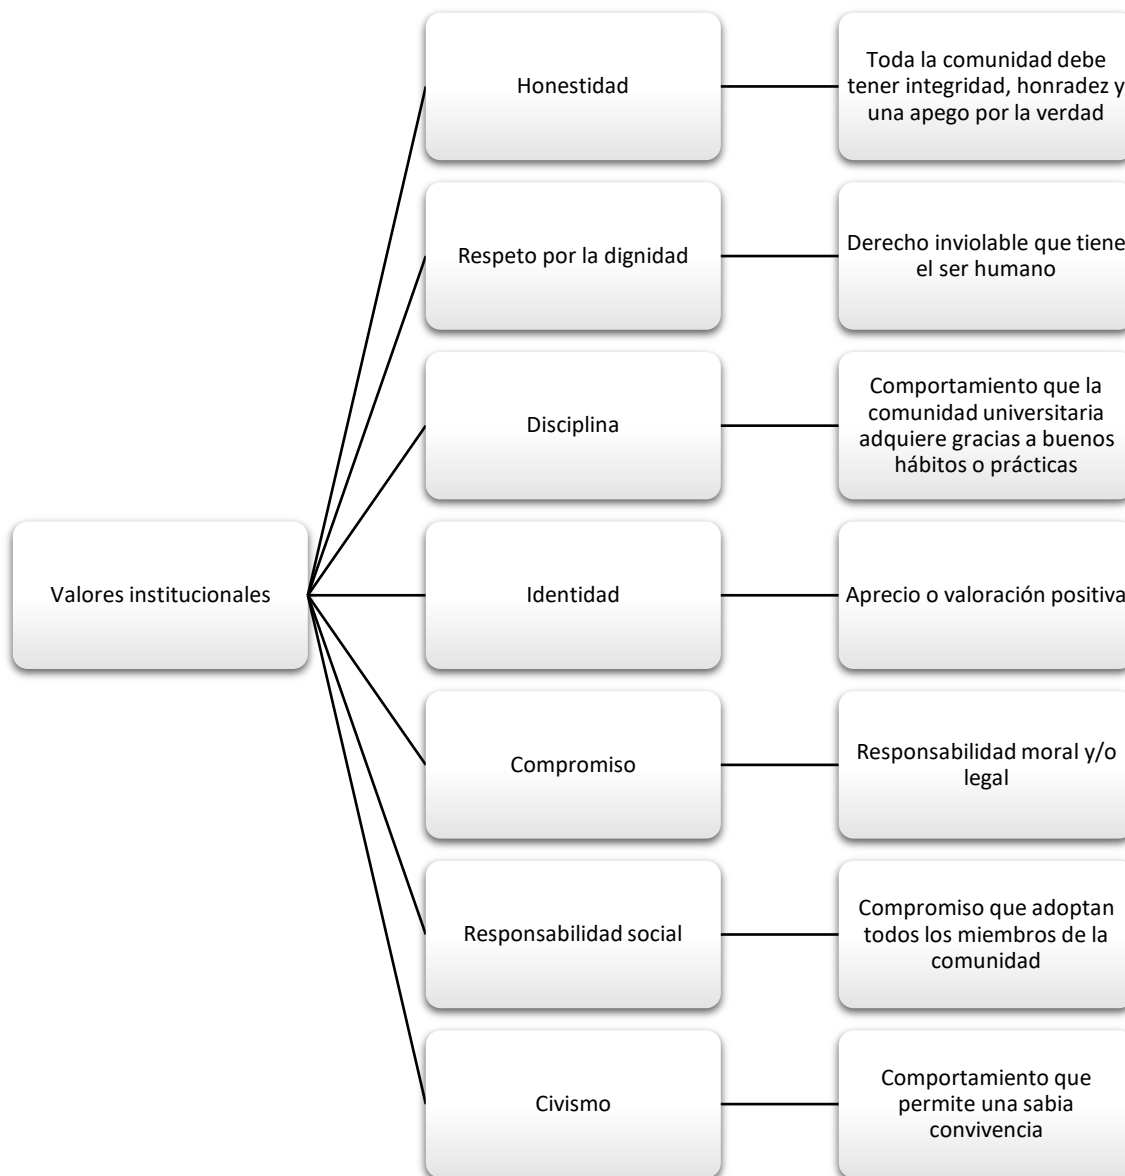 Honestidad
Toda la comunidad debe
tener integridad, honradez y
una apego por la verdad
Respeto por la dignidad
Derecho inviolable que tiene
el ser humano
Disciplina
Comportamiento que la
comunidad universitaria
adquiere gracias a buenos
hábitos o prácticas
Valores institucionales
Identidad
Aprecio o valoración positiva
Compromiso
Responsabilidad moral y/o
legal
Responsabilidad social
Compromiso que adoptan
todos los miembros de la
comunidad
Civismo
Comportamiento que
permite una sabia
convivencia